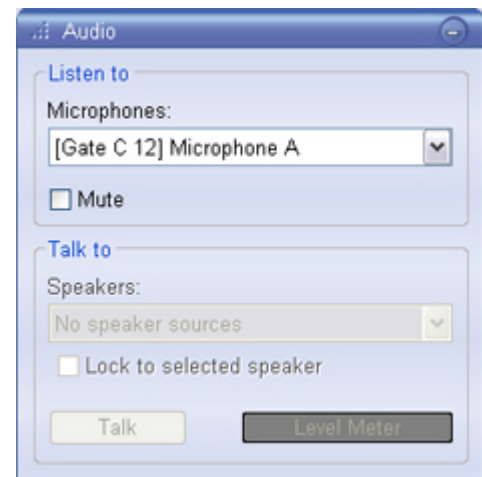 Audio
Listen to
Microphones:
[Gate C 12] Microphone A
Mute
Talk to
Speakers:
No speaker sources
Lock to selected speaker
Talk
Level Meter